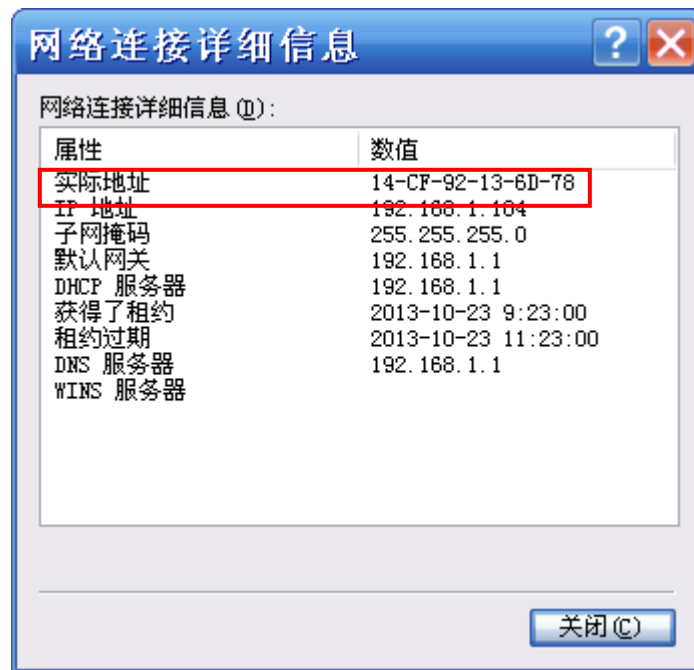 网络连接详细信息
网络连接详细信息(D):
属性 数值
实际地址 14-CF-92-13-6D-78
IP 地址 192.168.1.104
子网掩码 255.255.255.0
默认网关 192.168.1.1
DHCP 服务器 192.168.1.1
获得了租约 2013-10-23 9:23:00
租约过期 2013-10-23 11:23:00
DNS 服务器 192.168.1.1
WINS 服务器
关闭(C)